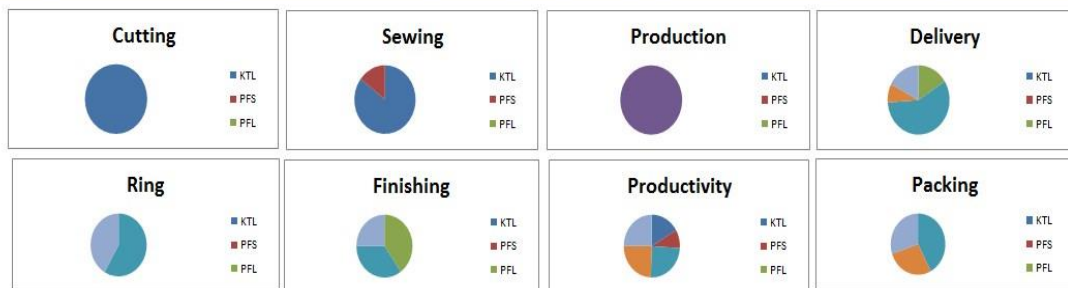 Cutting
KTL
PFS
PFL
Sewing
KTL
PFS
PFL
Production
KTL
PFS
PFL
Delivery
KTL
PFS
PFL
Ring
KTL
PFS
PFL
Finishing
KTL
PFS
PFL
Productivity
KTL
PFS
PFL
Packing
KTL
PFS
PFL